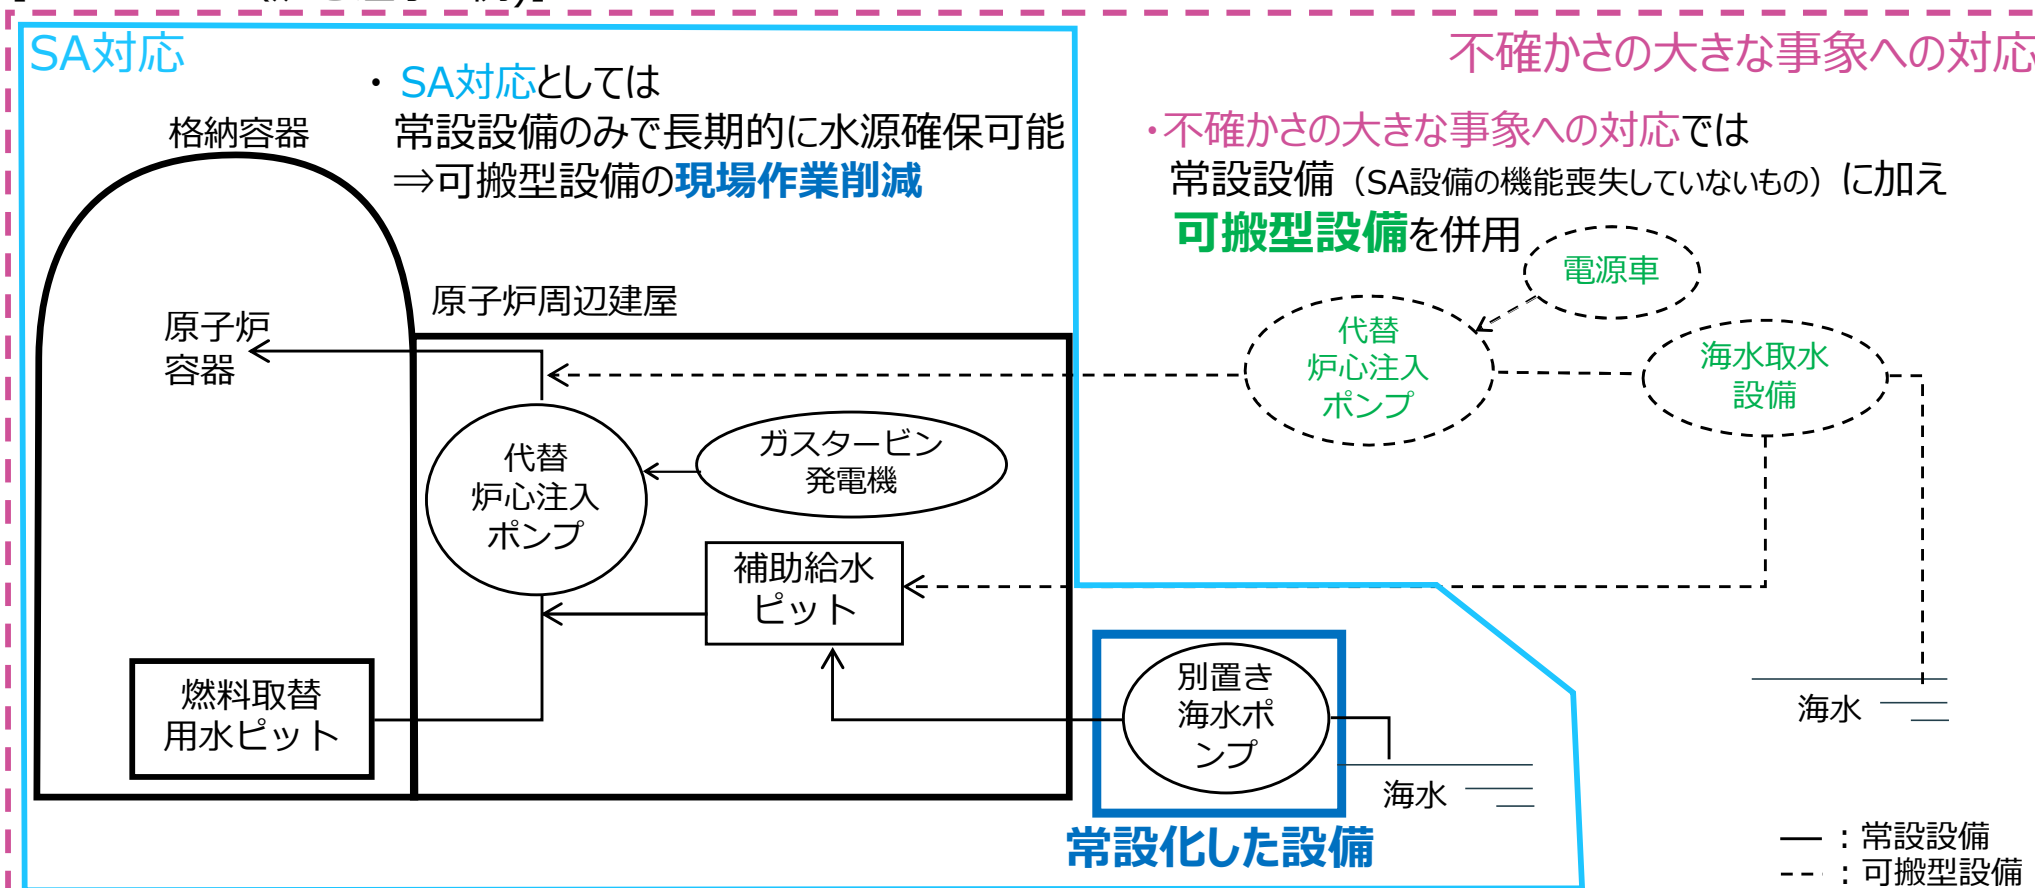 SA対応
不確かさの大きな事象への対応
・ SA対応としては
常設設備のみで長期的に水源確保可能
⇒可搬型設備の現場作業削減
・不確かさの大きな事象への対応では
常設設備（SA設備の機能喪失していないもの）に加え
可搬型設備を併用
格納容器
原子炉周辺建屋
原子炉
容器
電源車
代替
炉心注入
ポンプ
海水取水
設備
代替
炉心注入
ポンプ
ガスタービン
発電機
補助給水
ピット
燃料取替
用水ピット
別置き
海水ポ
ンプ
海水
海水
常設化した設備
：常設設備
：可搬型設備